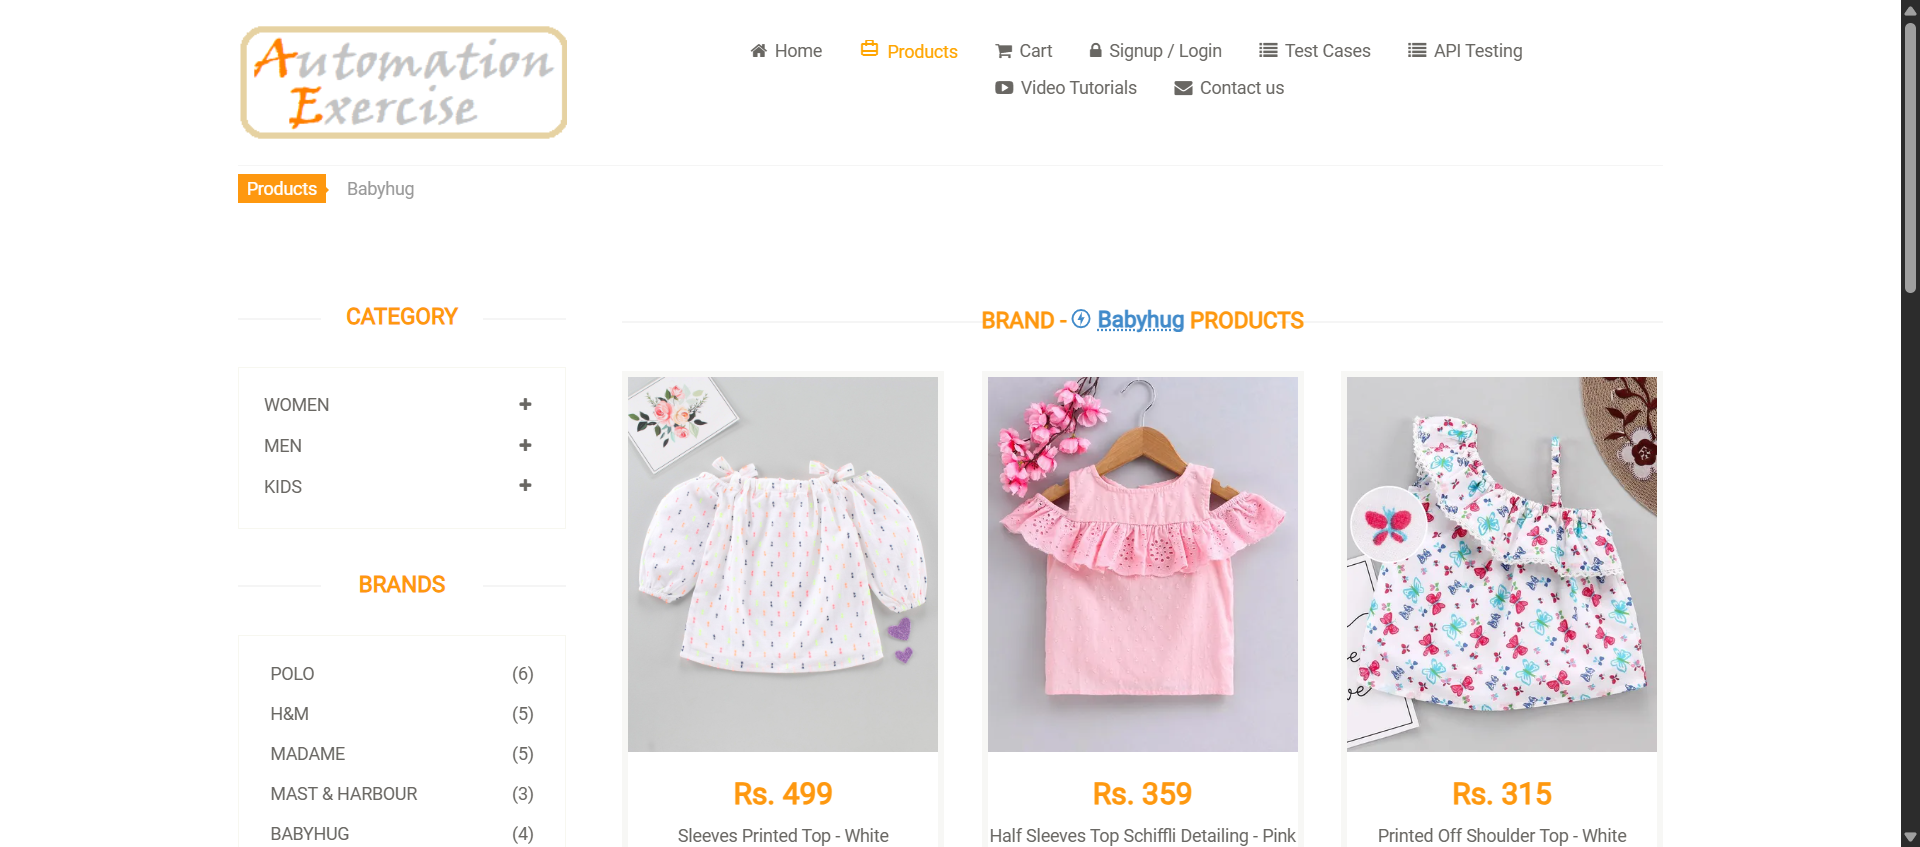 Automation
Exercise
Home
Products
Cart
Signup / Login
Test Cases
API Testing
Video Tutorials
Contact us
Products
Babyhug
CATEGORY
WOMEN
MEN
KIDS
BRANDS
POLO (6)
H&M (5)
MADAME (5)
MAST & HARBOUR (3)
BABYHUG (4)
BRAND - Babyhug PRODUCTS
Rs. 499
Sleeves Printed Top - White
Rs. 359
Half Sleeves Top Schiffli Detailing - Pink
Rs. 315
Printed Off Shoulder Top - White